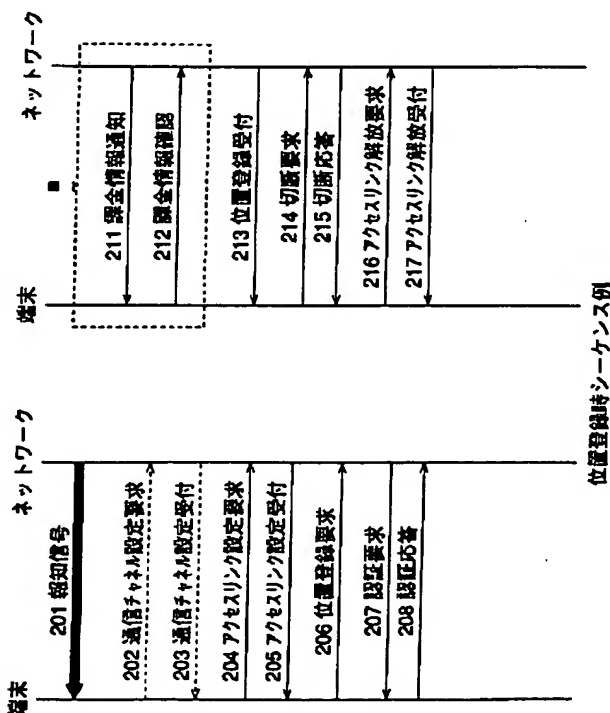 端末
ネットワーク
201 報知信号
202 通信チャネル設定要求
203 通信チャネル設定受付
204 アクセスリンク設定要求
205 アクセスリンク設定受付
206 位置登録要求
207 認証要求
208 認証応答
端末
ネットワーク
211 課金情報通知
212 課金情報確認
213 位置登録受付
214 切断要求
215 切断応答
216 アクセスリンク解放要求
217 アクセスリンク解放受付
位置登録時シーケンス例